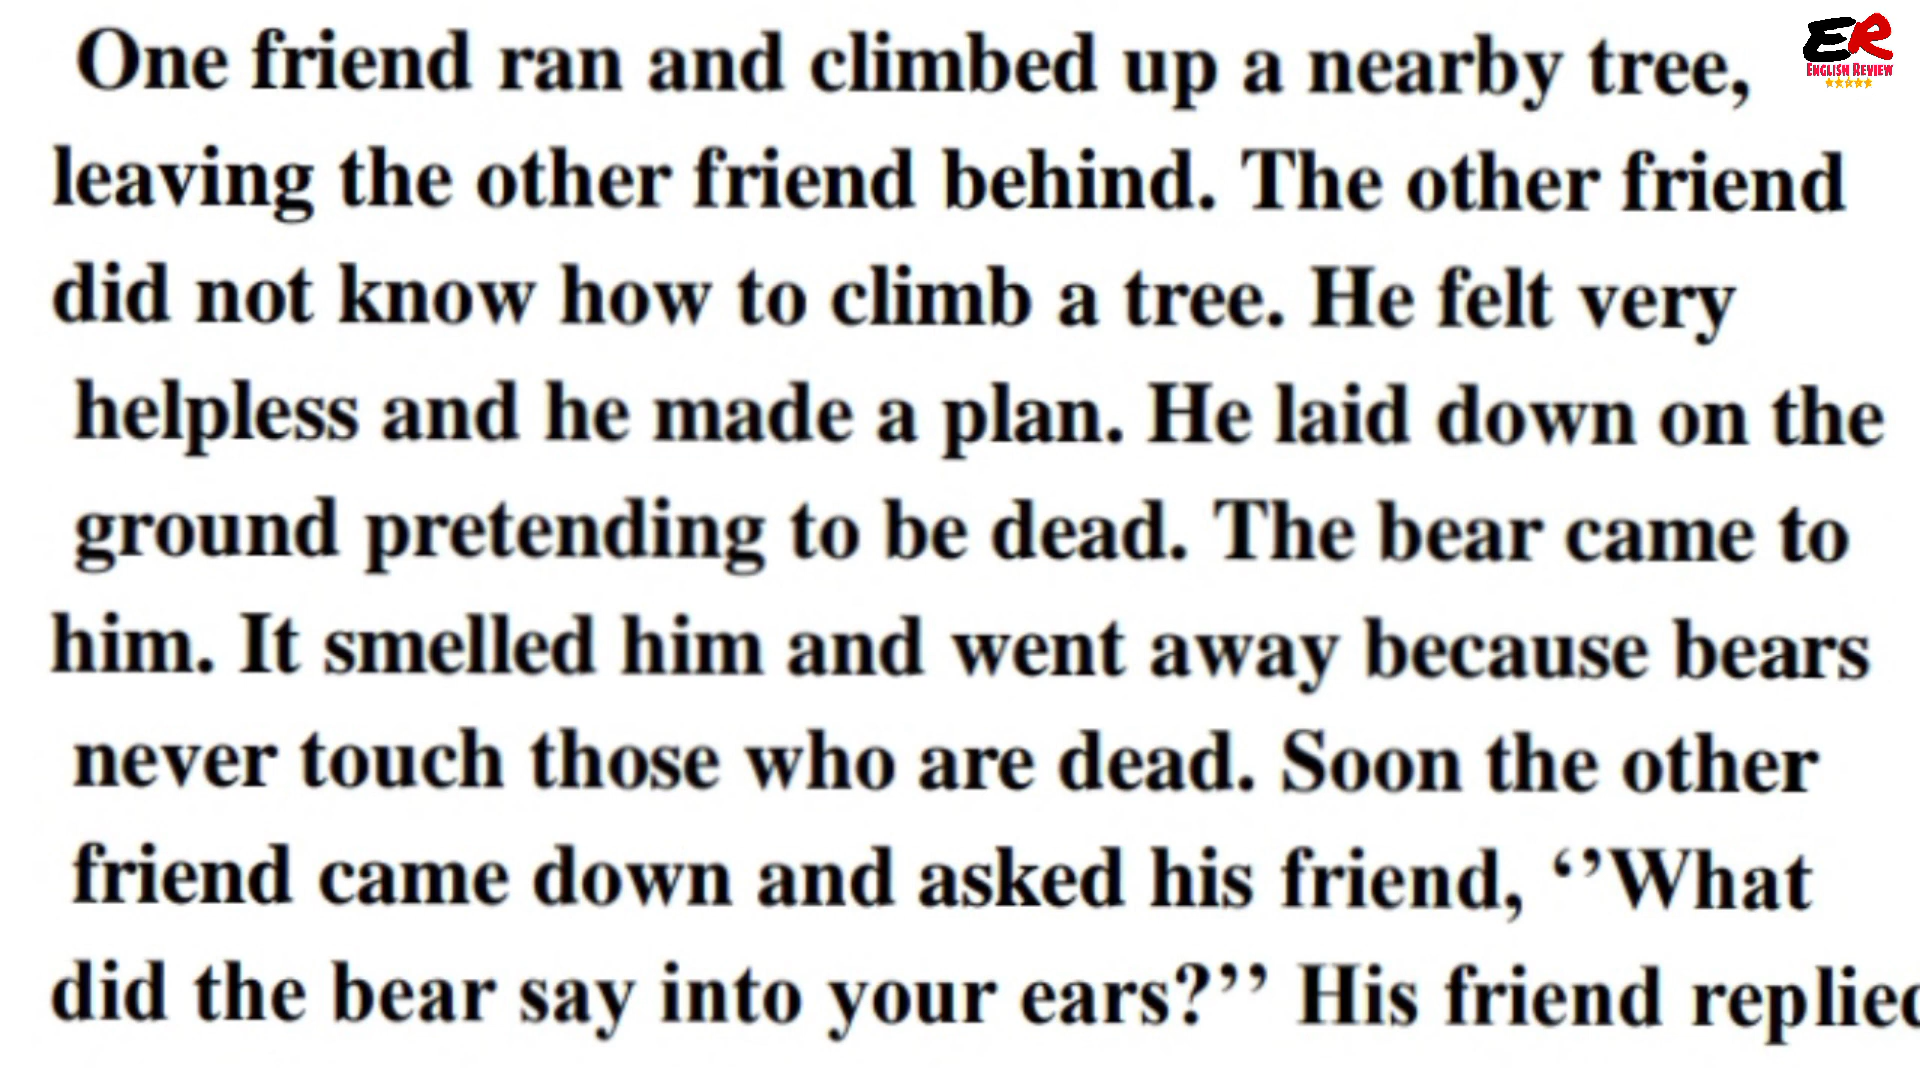 One friend ran and climbed up a nearby tree,
leaving the other friend behind. The other friend
did not know how to climb a tree. He felt very
helpless and he made a plan. He laid down on the
ground pretending to be dead. The bear came to
him. It smelled him and went away because bears
never touch those who are dead. Soon the other
friend came down and asked his friend, ‘’What
did the bear say into your ears?’’ His friend replied
ER
ENGLISH REVIEW